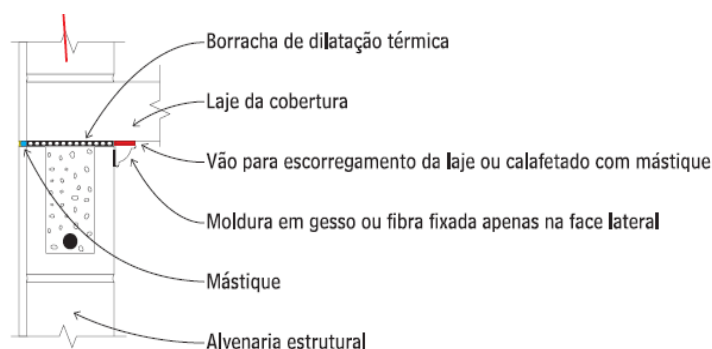 Borracha de dilatação térmica
Laje da cobertura
Vão para escorregamento da laje ou calafetado com mástique
Moldura em gesso ou fibra fixada apenas na face lateral
Mástique
Alvenaria estrutural